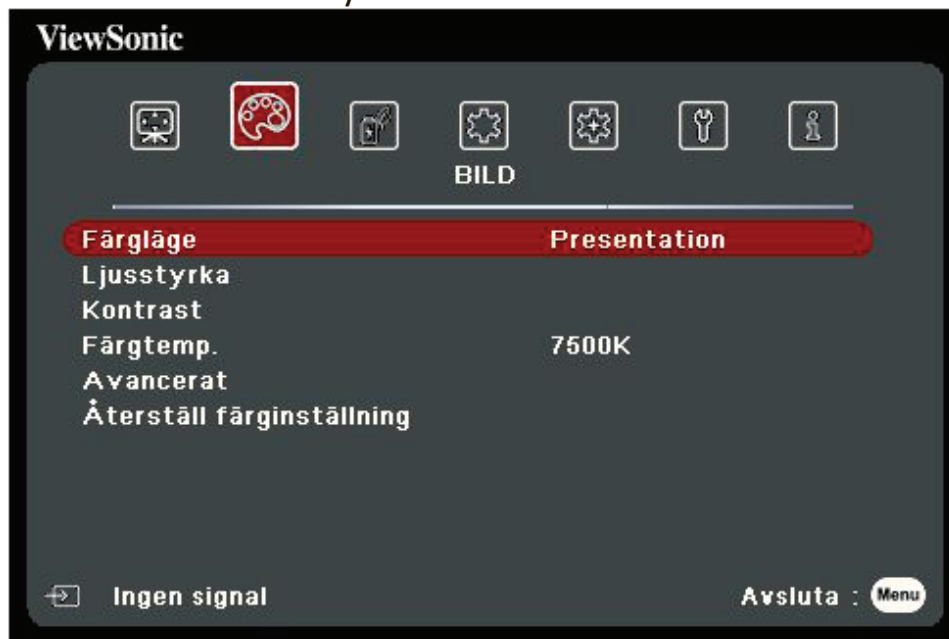 ViewSonic
BILD
Färgläge Presentation
Ljusstyrka
Kontrast
Färgtemp. 7500K
Avancerat
Återställ färginställning
Ingen signal Avsluta : Menu